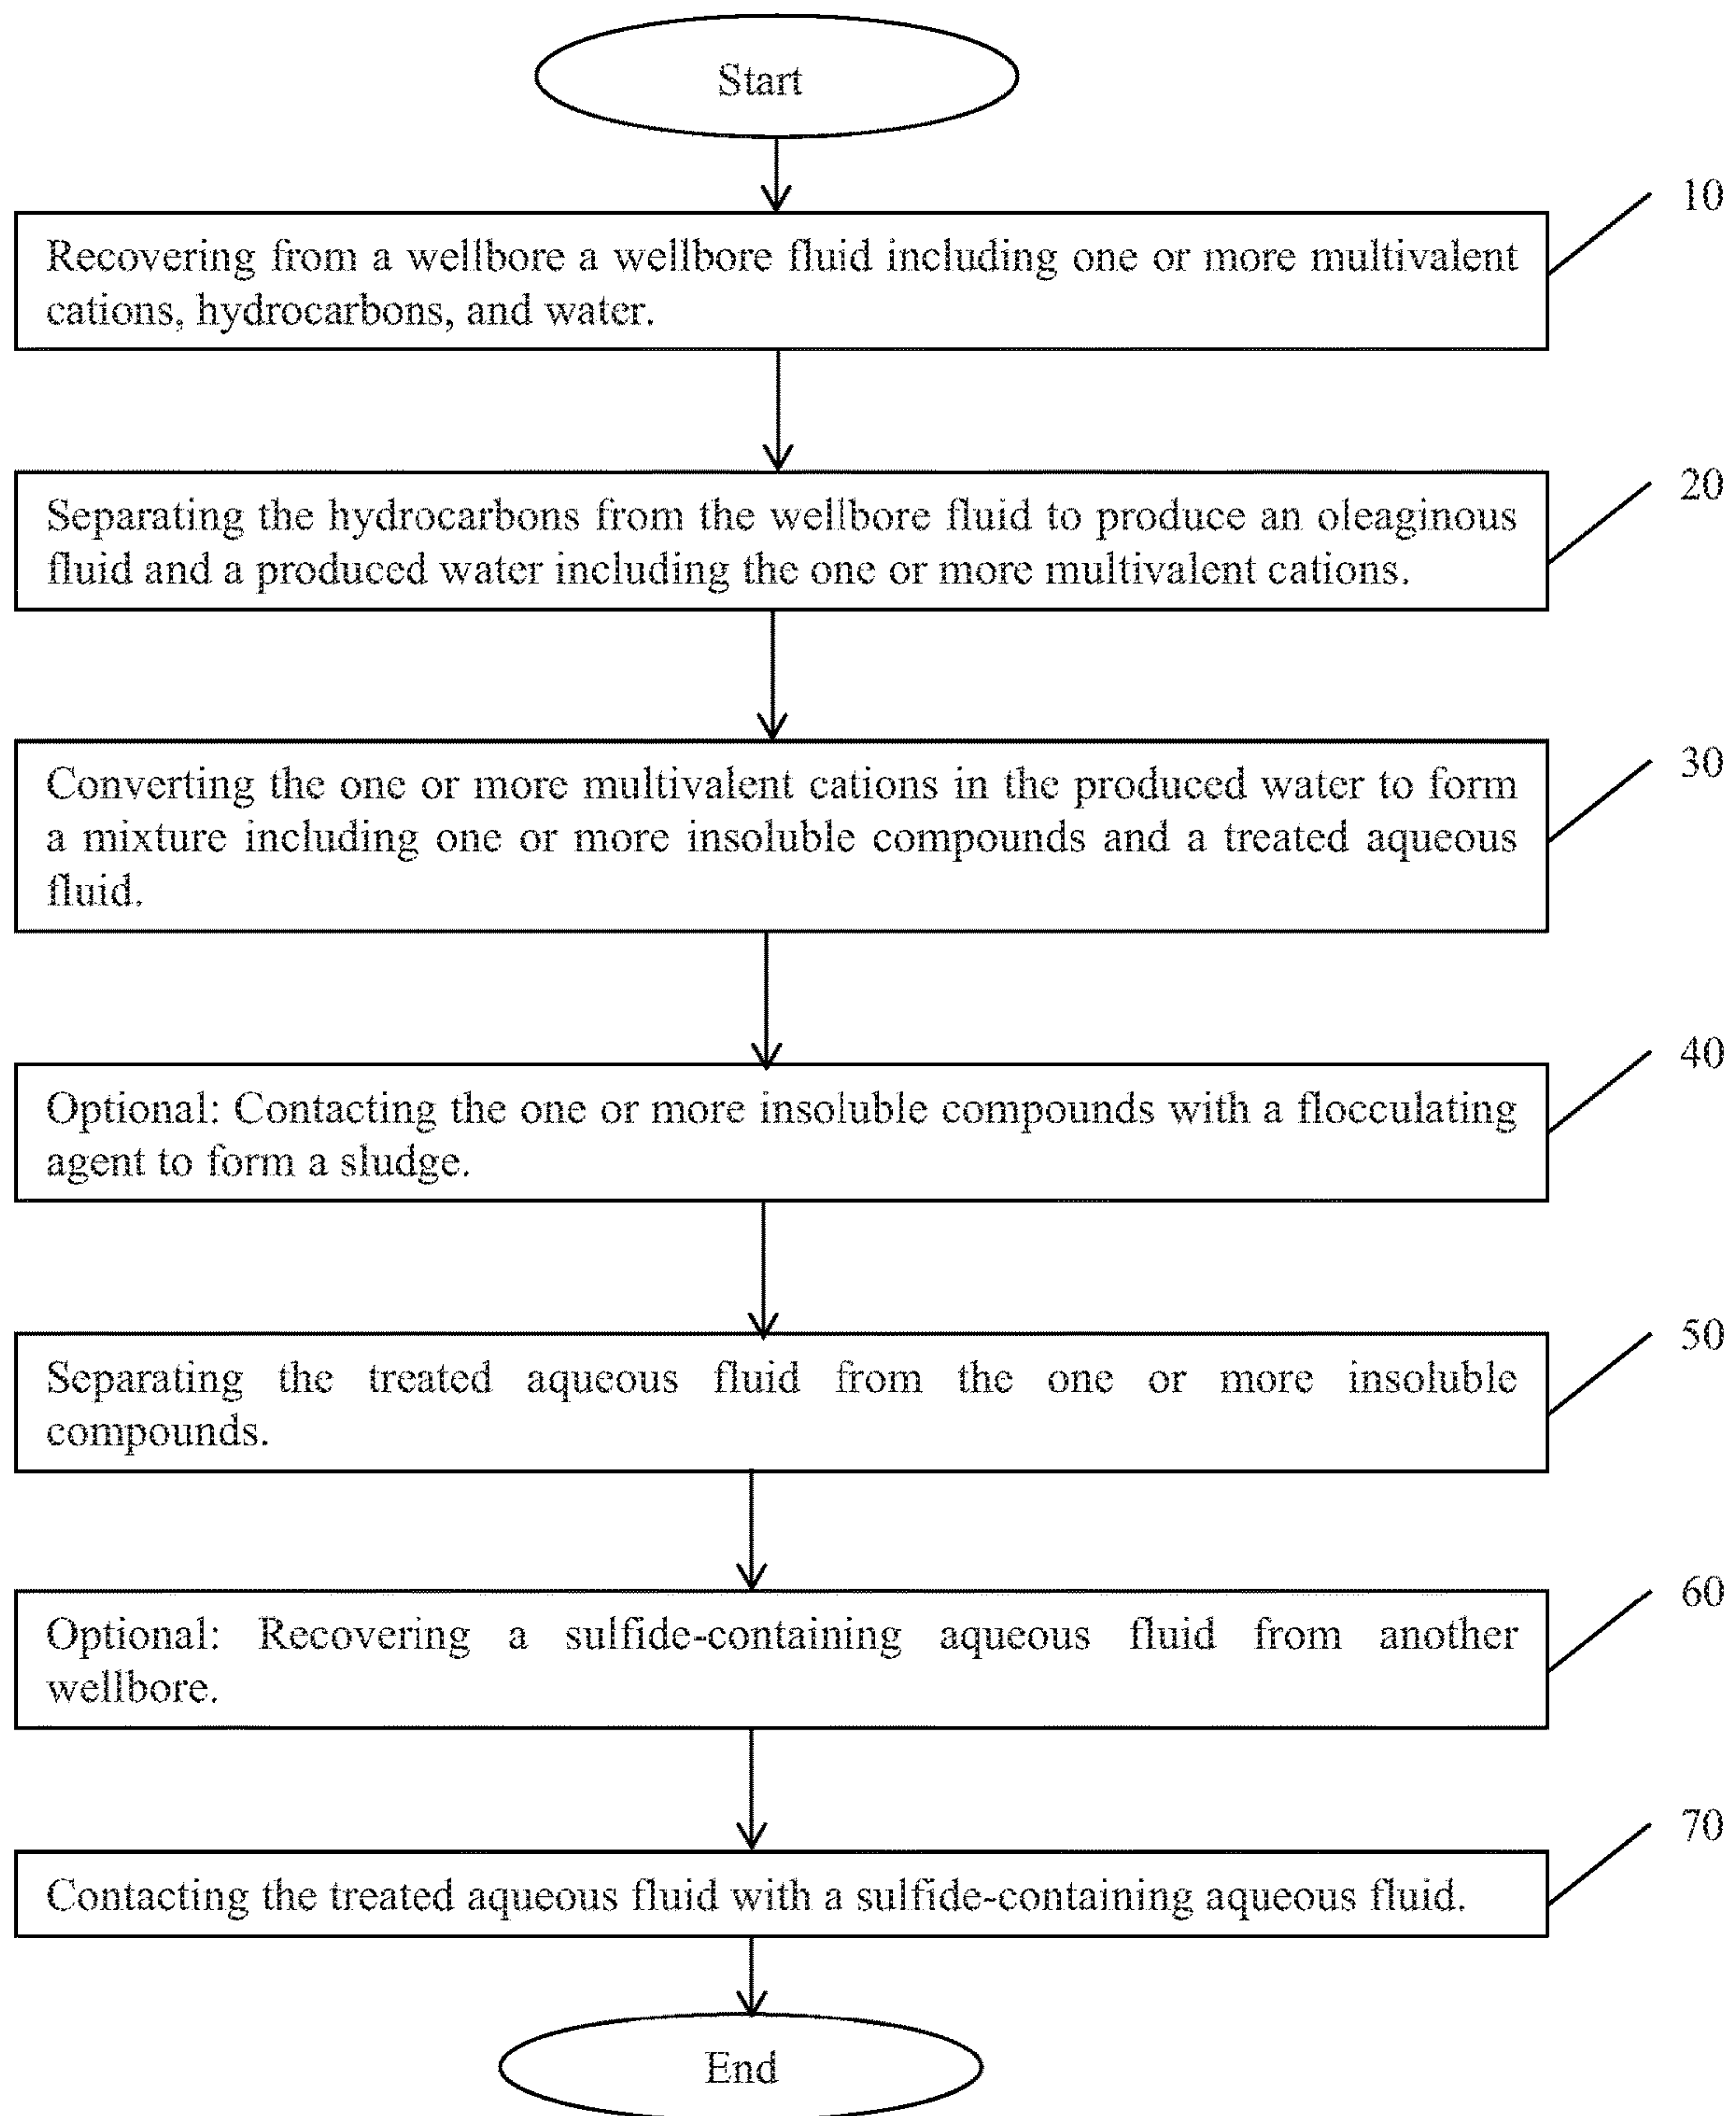 Start
10
Recovering from a wellbore a wellbore fluid including one or more multivalent
cations, hydrocarbons, and water.
20
Separating the hydrocarbons from the wellbore fluid to produce an oleaginous
fluid and a produced water including the one or more multivalent cations.
30
Converting the one or more multivalent cations in the produced water to form
a mixture including one or more insoluble compounds and a treated aqueous
fluid.
40
Optional: Contacting the one or more insoluble compounds with a flocculating
agent to form a sludge.
50
Separating the treated aqueous fluid from the one or more insoluble
compounds.
60
Optional: Recovering a sulfide-containing aqueous fluid from another
wellbore.
70
Contacting the treated aqueous fluid with a sulfide-containing aqueous fluid.
End